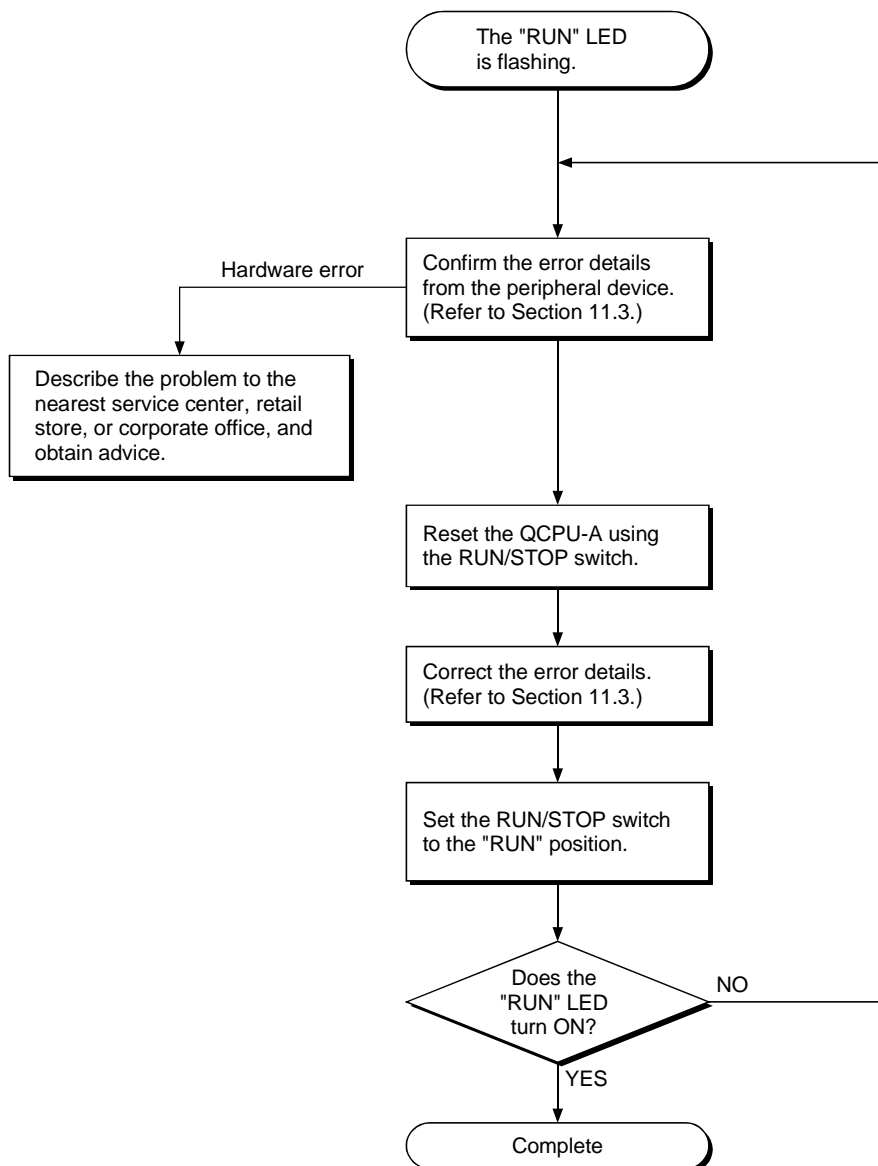 The "RUN" LED
is flashing.
Hardware error
Confirm the error details
from the peripheral device.
(Refer to Section 11.3.)
Describe the problem to the
nearest service center, retail
store, or corporate office, and
obtain advice.
Reset the QCPU-A using
the RUN/STOP switch.
Correct the error details.
(Refer to Section 11.3.)
Set the RUN/STOP switch
to the "RUN" position.
Does the
"RUN" LED
turn ON?
NO
YES
Complete